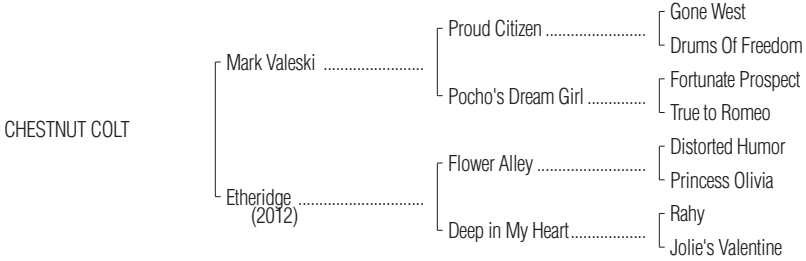 Gone West
Proud Citizen ........................
Drums Of Freedom
Mark Valeski ........................
Fortunate Prospect
Pocho's Dream Girl ..............
True to Romeo
CHESTNUT COLT
Distorted Humor
Flower Alley ..........................
Princess Olivia
Etheridge ..............................
(2012)
Rahy
Deep in My Heart..................
Jolie's Valentine